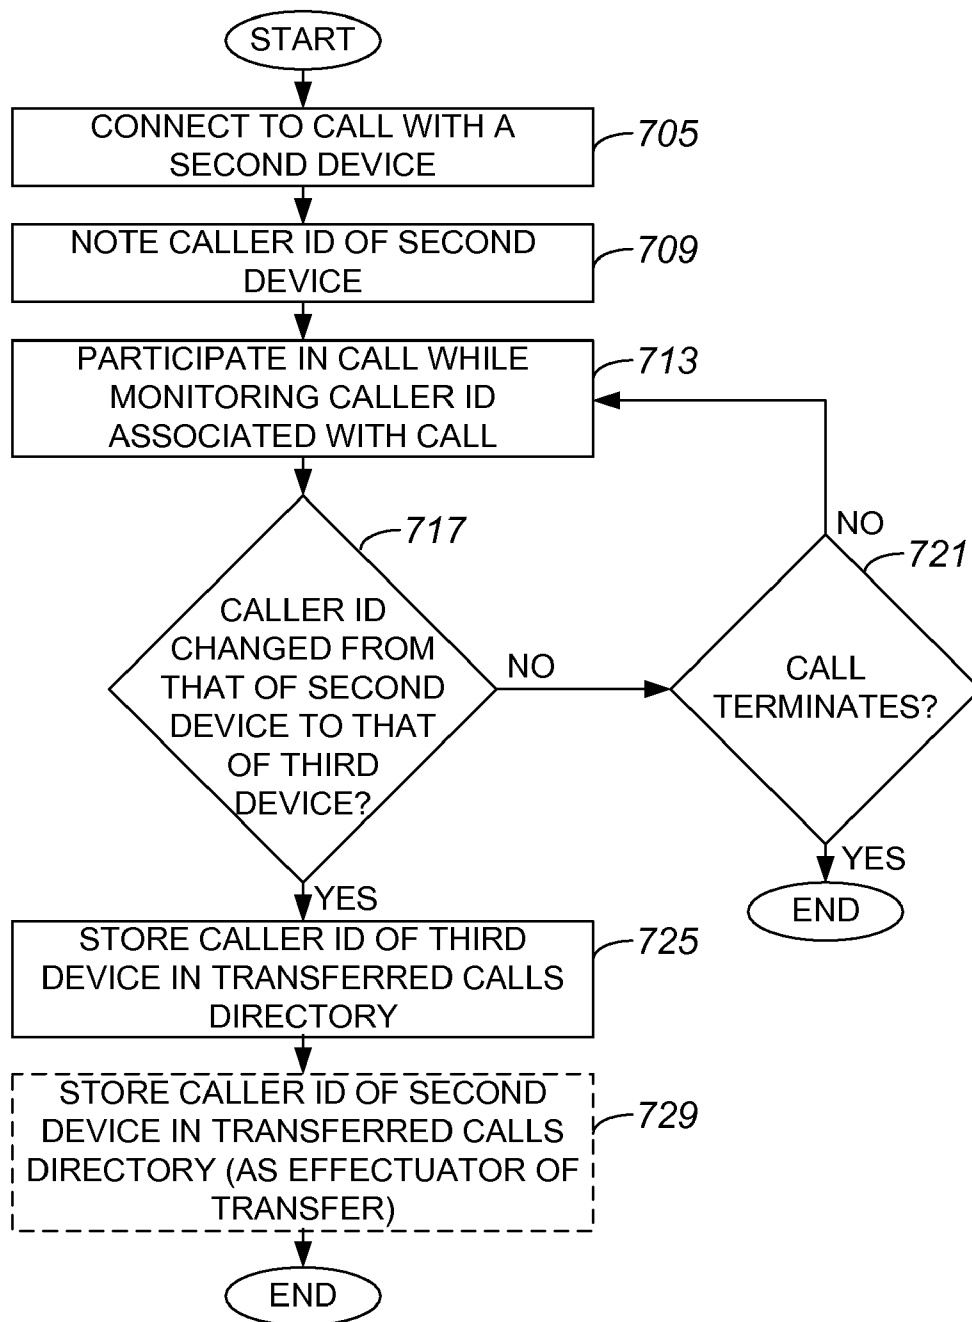 START
CONNECT TO CALL WITH A
SECOND DEVICE
705
NOTE CALLER ID OF SECOND
DEVICE
709
PARTICIPATE IN CALL WHILE
MONITORING CALLER ID
ASSOCIATED WITH CALL
713
717
CALLER ID
CHANGED FROM
THAT OF SECOND
DEVICE TO THAT
OF THIRD
DEVICE?
NO
NO
721
CALL
TERMINATES?
YES
END
YES
STORE CALLER ID OF THIRD
DEVICE IN TRANSFERRED CALLS
DIRECTORY
725
STORE CALLER ID OF SECOND
DEVICE IN TRANSFERRED CALLS
DIRECTORY (AS EFFECTUATOR OF
TRANSFER)
729
END